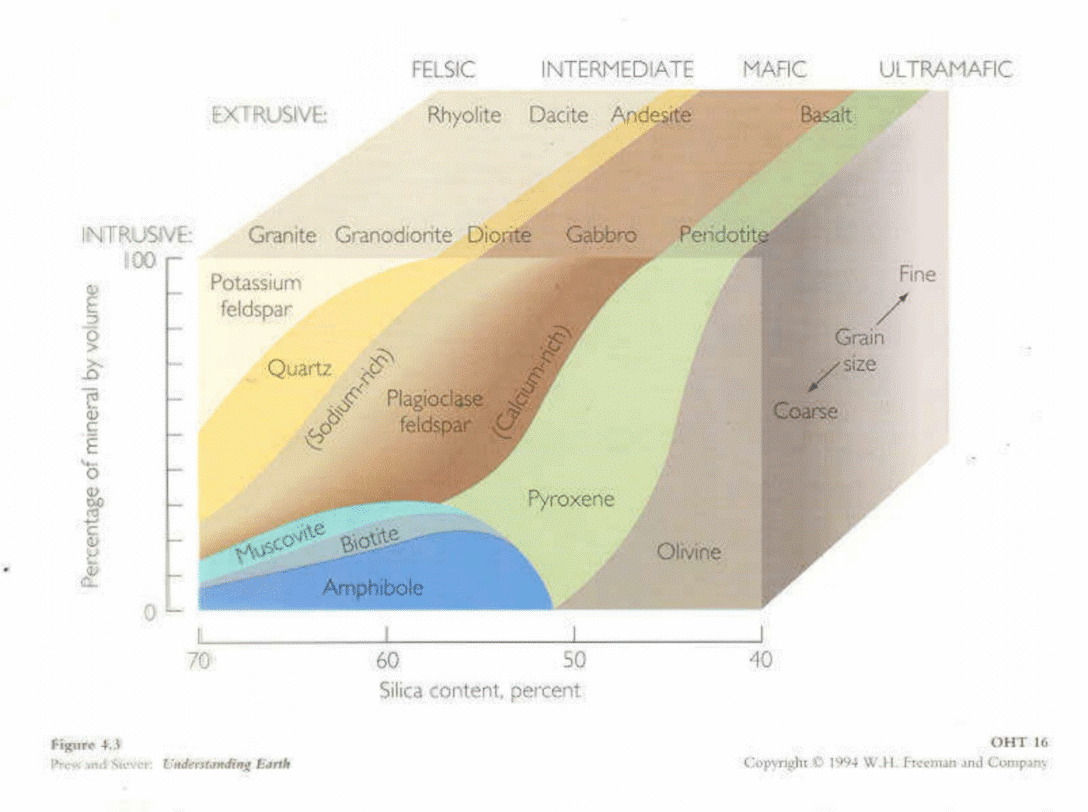 FELSIC INTERMEDIATE MAFIC ULTRAMAFIC
EXTRUSIVE: Rhyolite Dacite Andesite Basalt
INTRUSIVE: Granite Granodiorite Diorite Gabbro Peridotite
100
Potassium
feldspar
Quartz
(Sodium-rich)
Plagioclase
feldspar
(Calcium-rich)
Pyroxene
Muscovite
Biotite
Amphibole
Olivine
Fine
Grain
size
Coarse
Percentage of mineral by volume
0
70 60 50 40
Silica content, percent
Figure 4.3
Press and Siever: Understanding Earth
OHT 16
Copyright © 1994 W.H. Freeman and Company